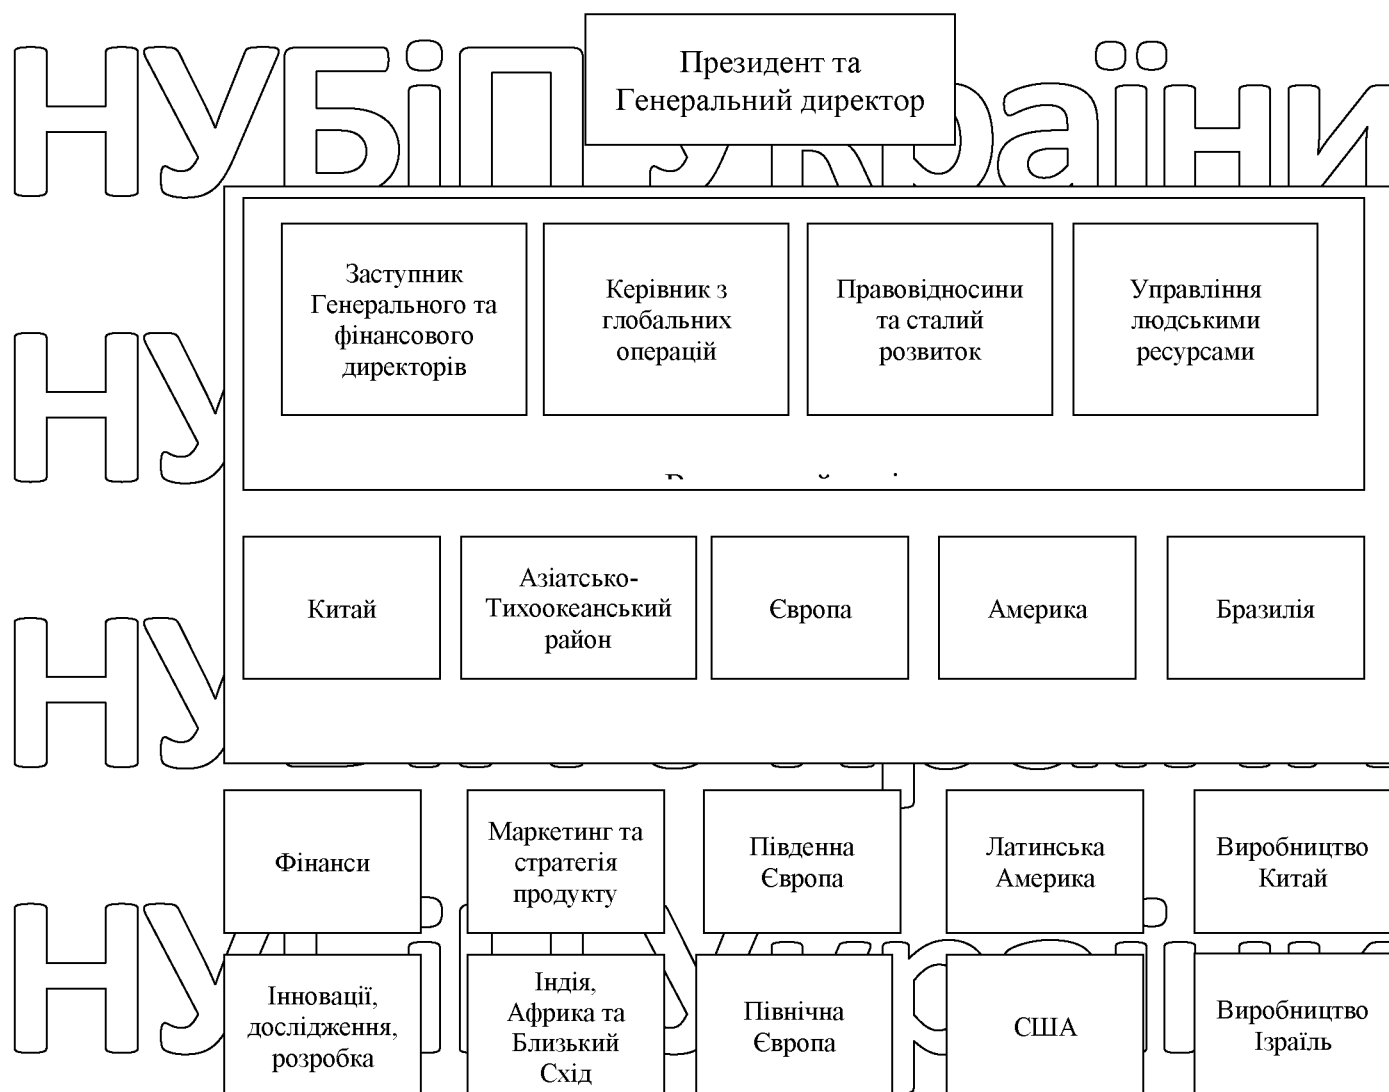 НУБіП України
Президент та
Генеральний директор
Заступник
Генерального та
фінансового
директорів
Керівник з
глобальних
операцій
Правовідносини
та сталий
розвиток
Управління
людськими
ресурсами
Китай
Азіатсько-
Тихоокеанський
район
Європа
Америка
Бразилія
Фінанси
Маркетинг та
стратегія
продукту
Південна
Європа
Латинська
Америка
Виробництво
Китай
Інновації,
дослідження,
розробка
Індія,
Африка та
Близький
Схід
Північна
Європа
США
Виробництво
Ізраїль